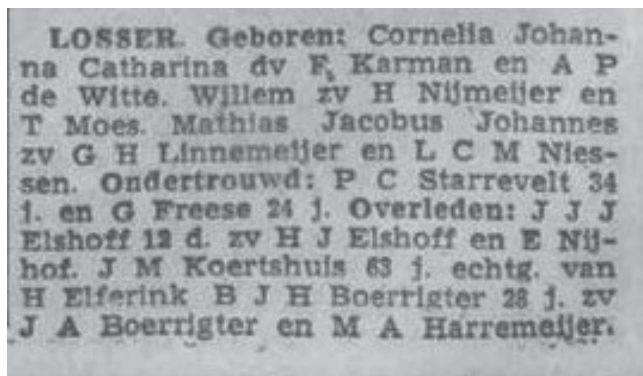 LOSSER. Geboren: Cornelia Johan-
na Catharina dv F. Karman en A P
de Witte. Willem zv H Nijmeijer en
T Moes. Mathias Jacobus Johannes
zv G H Linnemeijer en L C M Nies-
sen. Ondertrouwd: P C Starrevelt 34
j. en G Freese 24 j. Overleden: J J J
Elshoff 12 d. zv H J Elshoff en E Nij-
hof. J M Koertshuis 63 j. echtg. van
H Elferink B J H Boerrigter 28 j. zv
J A Boerrigter en M A Harremeijer.